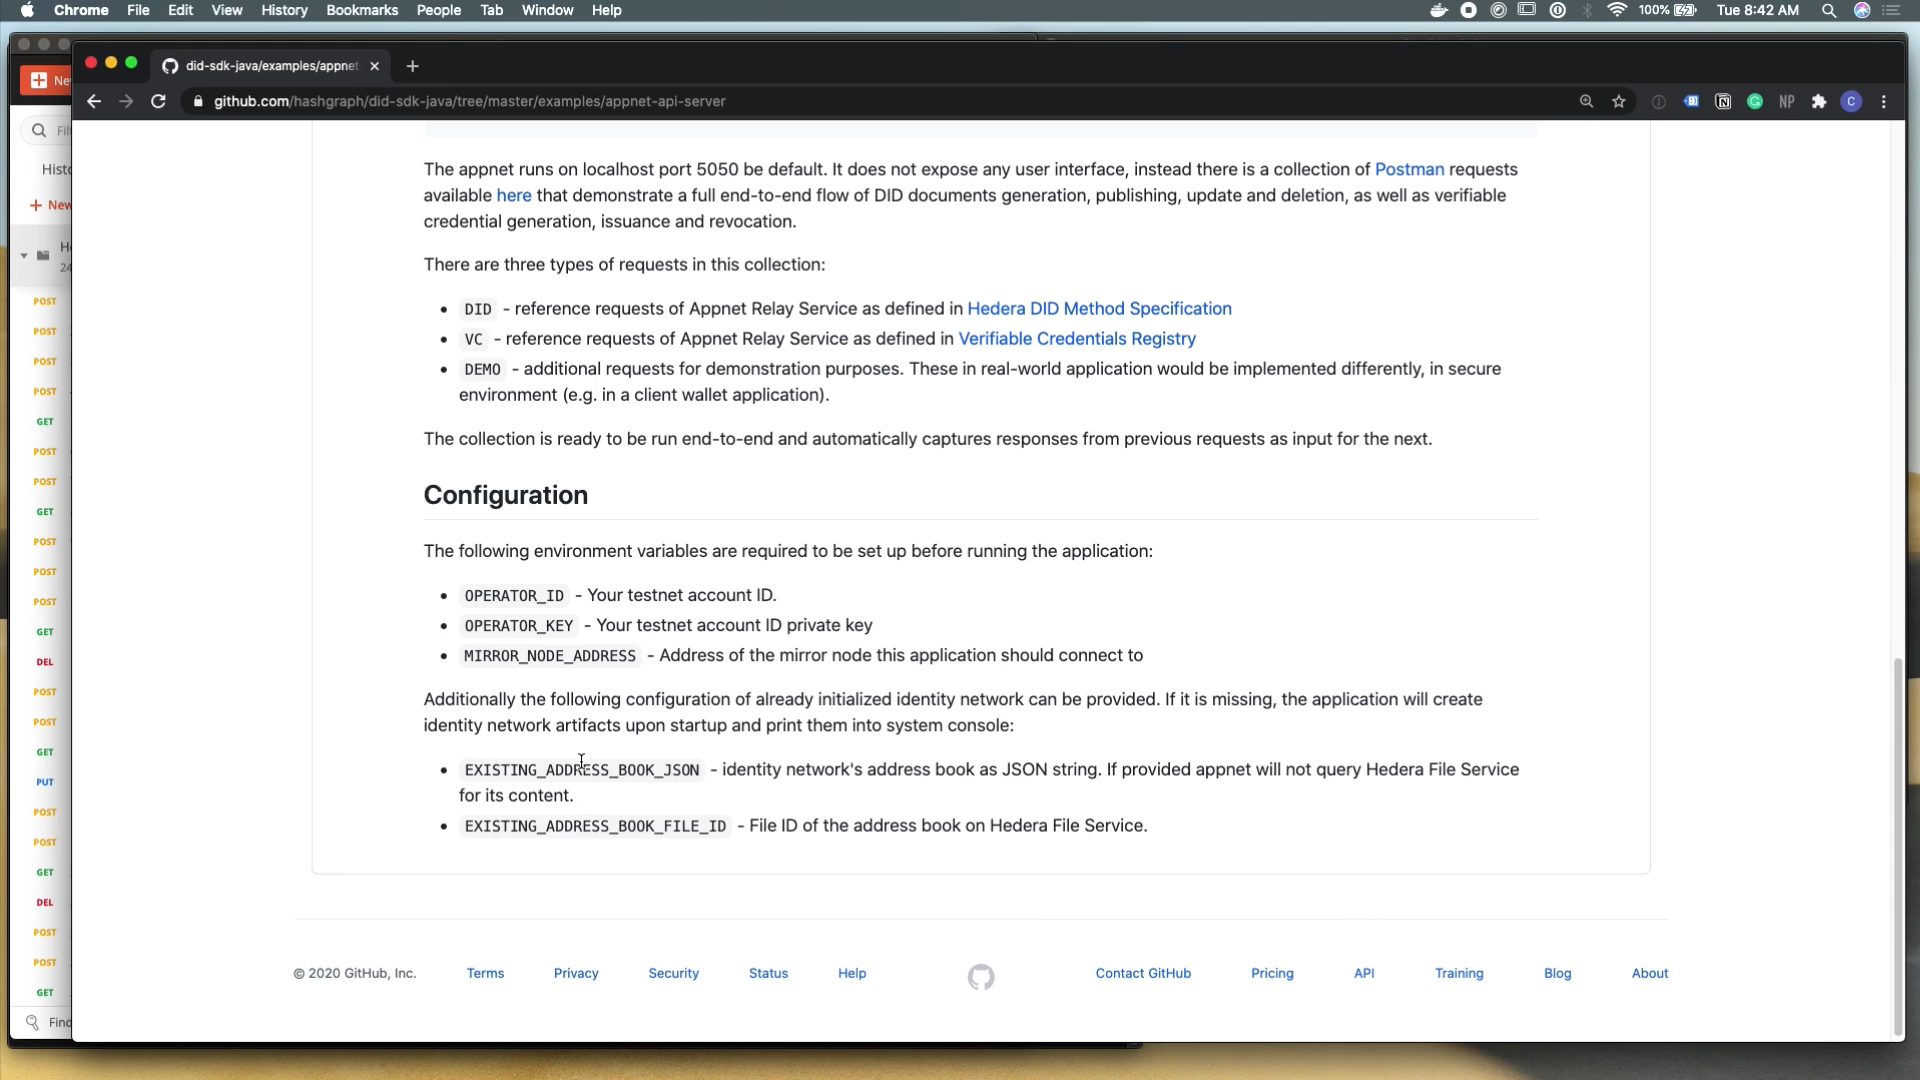 Chrome File Edit View History Bookmarks People Tab Window Help 100% Tue 8:42 AM
did-sdk-java/examples/appnet
github.com/hashgraph/did-sdk-java/tree/master/examples/appnet-api-server NP C
Histo
New
24
POST
POST
POST
POST
GET
POST
POST
GET
POST
POST
POST
GET
DEL
POST
POST
GET
PUT
POST
POST
GET
DEL
POST
POST
GET
Find
The appnet runs on localhost port 5050 be default. It does not expose any user interface, instead there is a collection of Postman requests
available here that demonstrate a full end-to-end flow of DID documents generation, publishing, update and deletion, as well as verifiable
credential generation, issuance and revocation.
There are three types of requests in this collection:
• DID - reference requests of Appnet Relay Service as defined in Hedera DID Method Specification
• VC - reference requests of Appnet Relay Service as defined in Verifiable Credentials Registry
• DEMO - additional requests for demonstration purposes. These in real-world application would be implemented differently, in secure
environment (e.g. in a client wallet application).
The collection is ready to be run end-to-end and automatically captures responses from previous requests as input for the next.
Configuration
The following environment variables are required to be set up before running the application:
• OPERATOR_ID - Your testnet account ID.
• OPERATOR_KEY - Your testnet account ID private key
• MIRROR_NODE_ADDRESS - Address of the mirror node this application should connect to
Additionally the following configuration of already initialized identity network can be provided. If it is missing, the application will create
identity network artifacts upon startup and print them into system console:
• EXISTING_ADDRESS_BOOK_JSON - identity network's address book as JSON string. If provided appnet will not query Hedera File Service
for its content.
• EXISTING_ADDRESS_BOOK_FILE_ID - File ID of the address book on Hedera File Service.
© 2020 GitHub, Inc. Terms Privacy Security Status Help Contact GitHub Pricing API Training Blog About